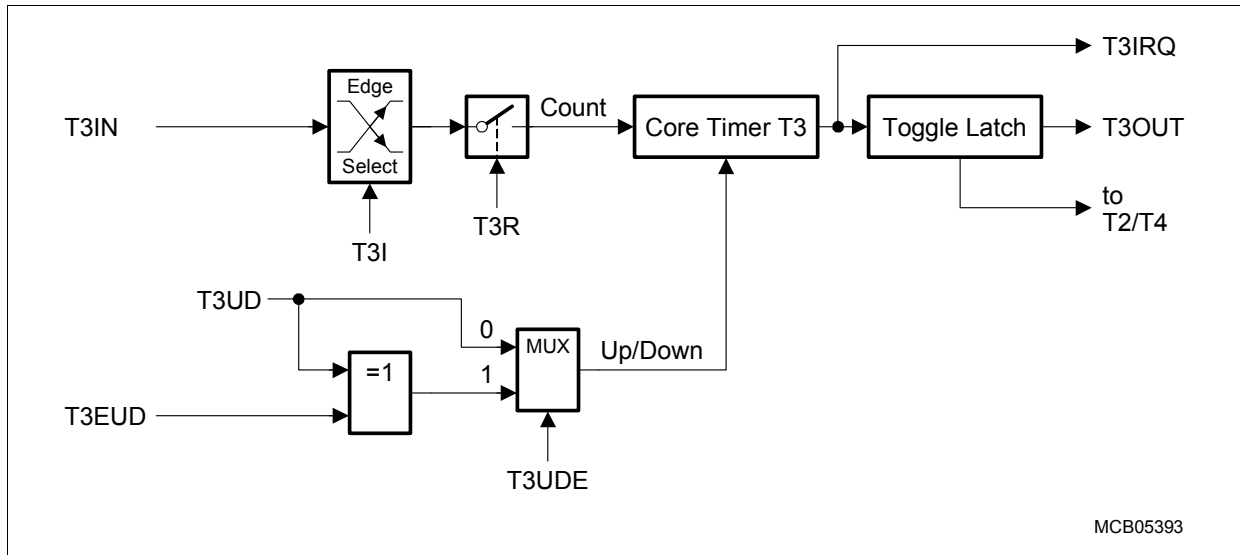 T3IRQ
Edge
Select
T3IN
Count
Core Timer T3
Toggle Latch
T3OUT
to
T2/T4
T3R
T3I
T3UD
0
MUX
Up/Down
=1
1
T3EUD
T3UDE
MCB05393